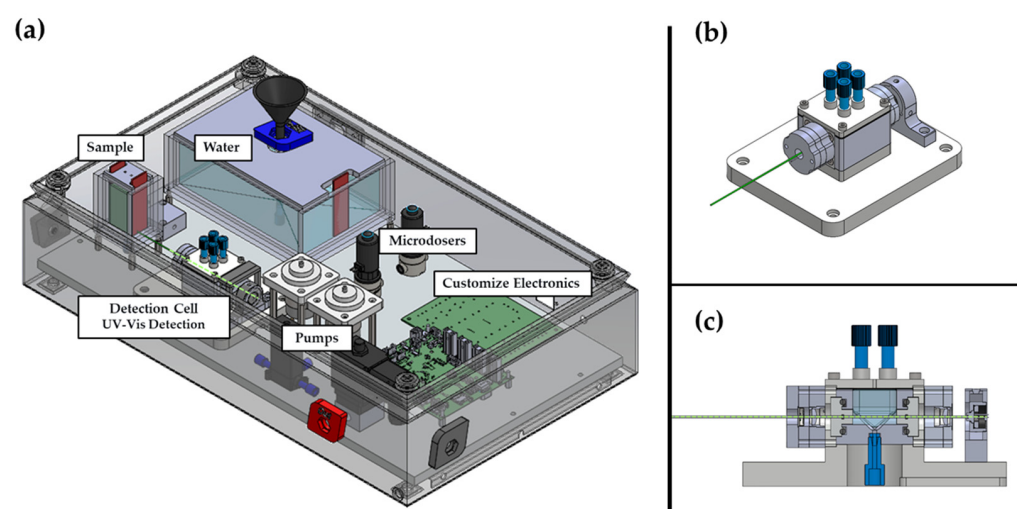 (a)
Sample
Water
Microdosers
Customize Electronics
Detection Cell
UV-Vis Detection
Pumps
(b)
(c)